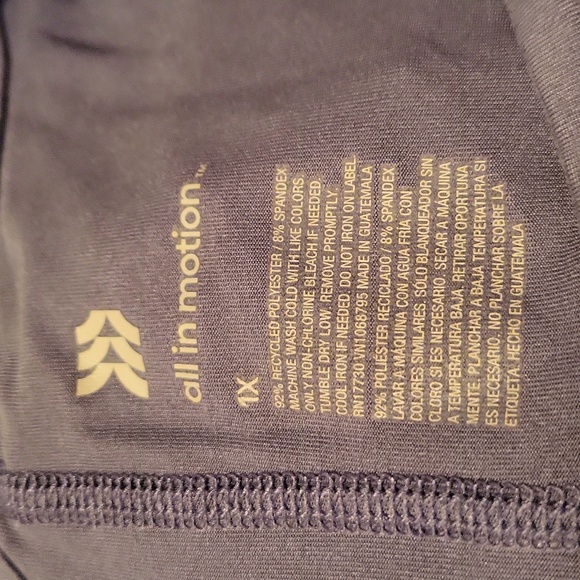 all in motion™
1X
92% RECYCLED POLYESTER / 8% SPANDEX
MACHINE WASH COLD WITH LIKE COLORS
ONLY NON-CHLORINE BLEACH IF NEEDED
TUMBLE DRY LOW. REMOVE PROMPTLY.
COOL IRON IF NEEDED. DO NOT IRON ON LABEL
RN17730 VN1068795 MADE IN GUATEMALA
92% POLIÉSTER RECICLADO / 8% SPANDEX
LAVAR A MÁQUINA CON AGUA FRÍA CON
COLORES SIMILARES. SÓLO BLANQUEADOR SIN
CLORO SI ES NECESARIO. SECAR A MÁQUINA
A TEMPERATURA BAJA. RETIRAR OPORTUNA
MENTE. PLANCHAR A BAJA TEMPERATURA SI
ES NECESARIO. NO PLANCHAR SOBRE LA
ETIQUETA. HECHO EN GUATEMALA